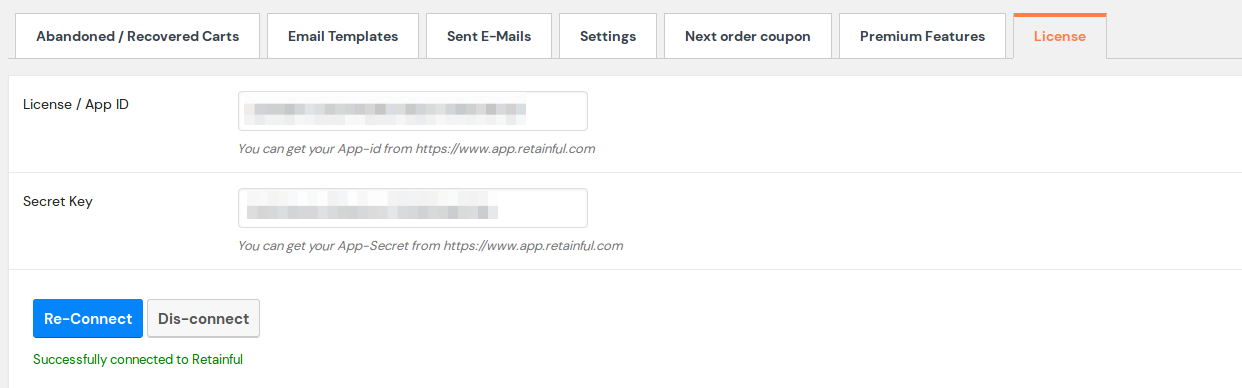 Abandoned / Recovered Carts Email Templates Sent E-Mails Settings Next order coupon Premium Features License
License / App ID
You can get your App-id from https://www.app.retainful.com
Secret Key
You can get your App-Secret from https://www.app.retainful.com
Re-Connect Dis-connect
Successfully connected to Retainful